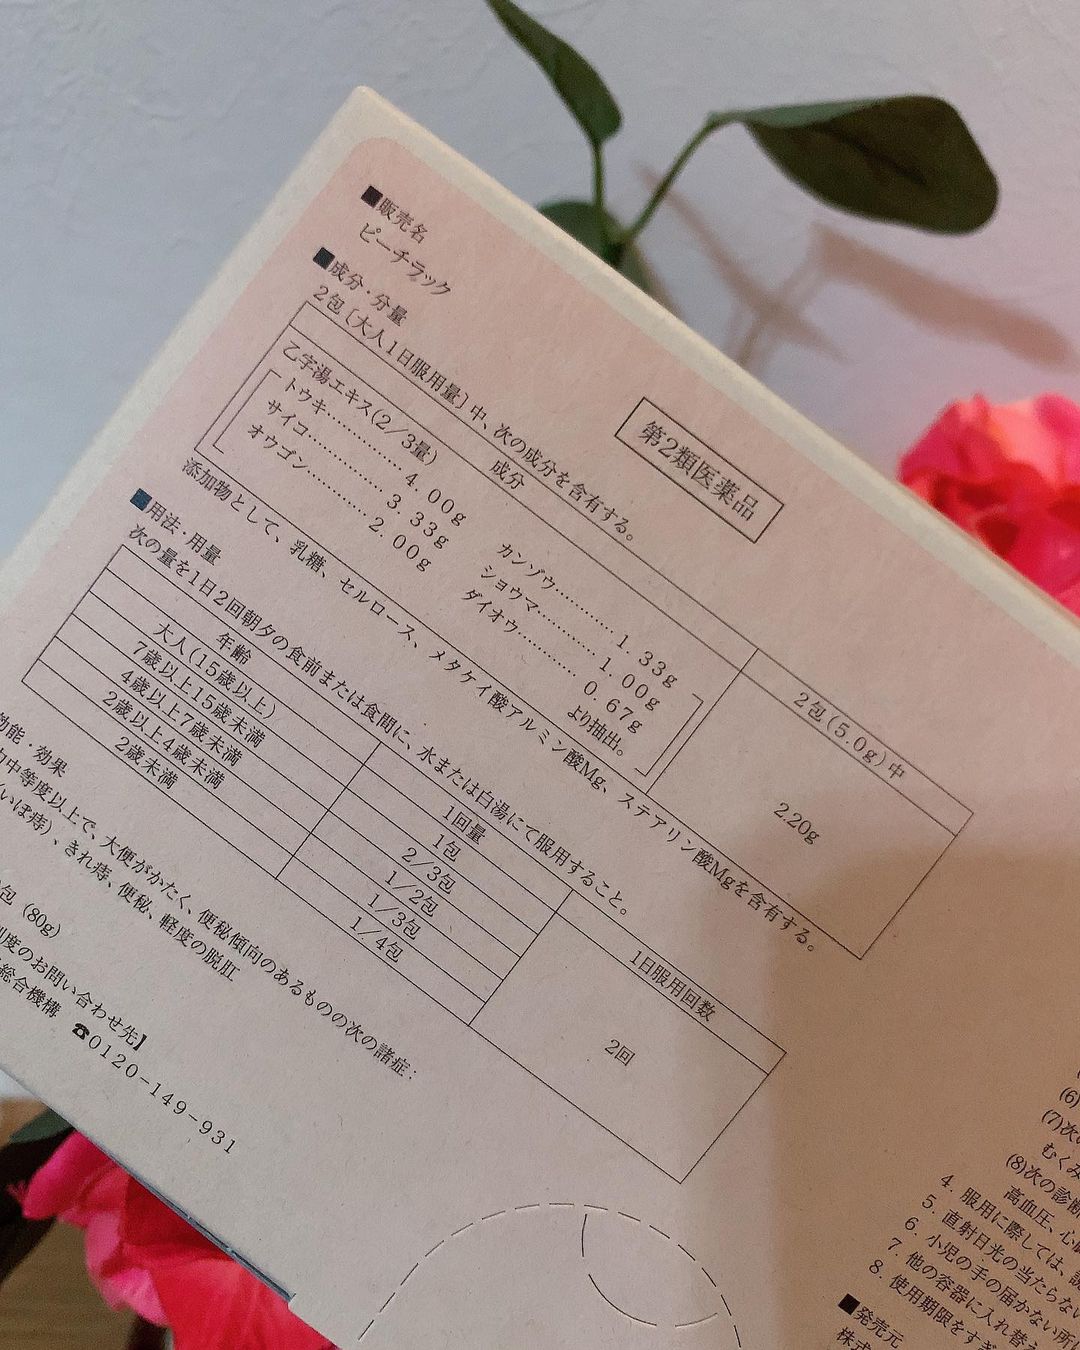 ■販売名
ピーチラック
第2類医薬品
■成分・分量
2包〔大人1日服用量〕中、次の成分を含有する。
成分
2包(5.0g)中
乙字湯エキス(2/3量)
2.20g
トウキ…………… 4.00g
カンゾウ………… 1.33g
サイコ…………… 3.33g
ショウマ………… 1.00g
オウゴン………… 2.00g
ダイオウ………… 0.67g
より抽出。
添加物として、乳糖、セルロース、メタケイ酸アルミン酸Mg、ステアリン酸Mgを含有する。
■用法・用量
次の量を1日2回朝夕の食前または食間に、水または白湯にて服用すること。
年齢 1回量 1日服用回数
大人(15歳以上) 1包
7歳以上15歳未満 2/3包
4歳以上7歳未満 1/2包
2歳以上4歳未満 1/3包
2歳未満 1/4包
2回
効能・効果
中等度以上で、大便がかたく、便秘傾向のあるものの次の諸症:
(いぼ痔)、きれ痔、便秘、軽度の脱肛
包(80g)
制度のお問い合わせ先】
総合機構 ☎0120-149-931
(6)
(7)次の
むくみ
(8)次の診断
高血圧、心臓
4. 服用に際しては、
5. 直射日光の当たらない
6. 小児の手の届かない所に
7. 他の容器に入れ替え
8. 使用期限をすぎ
■発売元
株式